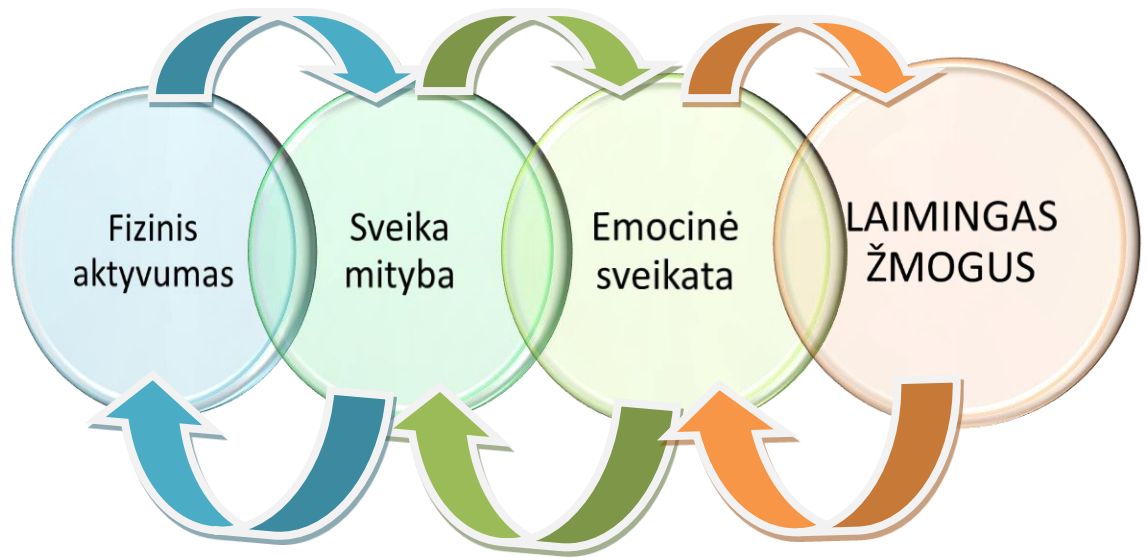 Fizinis
aktyvumas
Sveika
mityba
Emocinė
sveikata
LAIMINGAS
ŽMOGUS